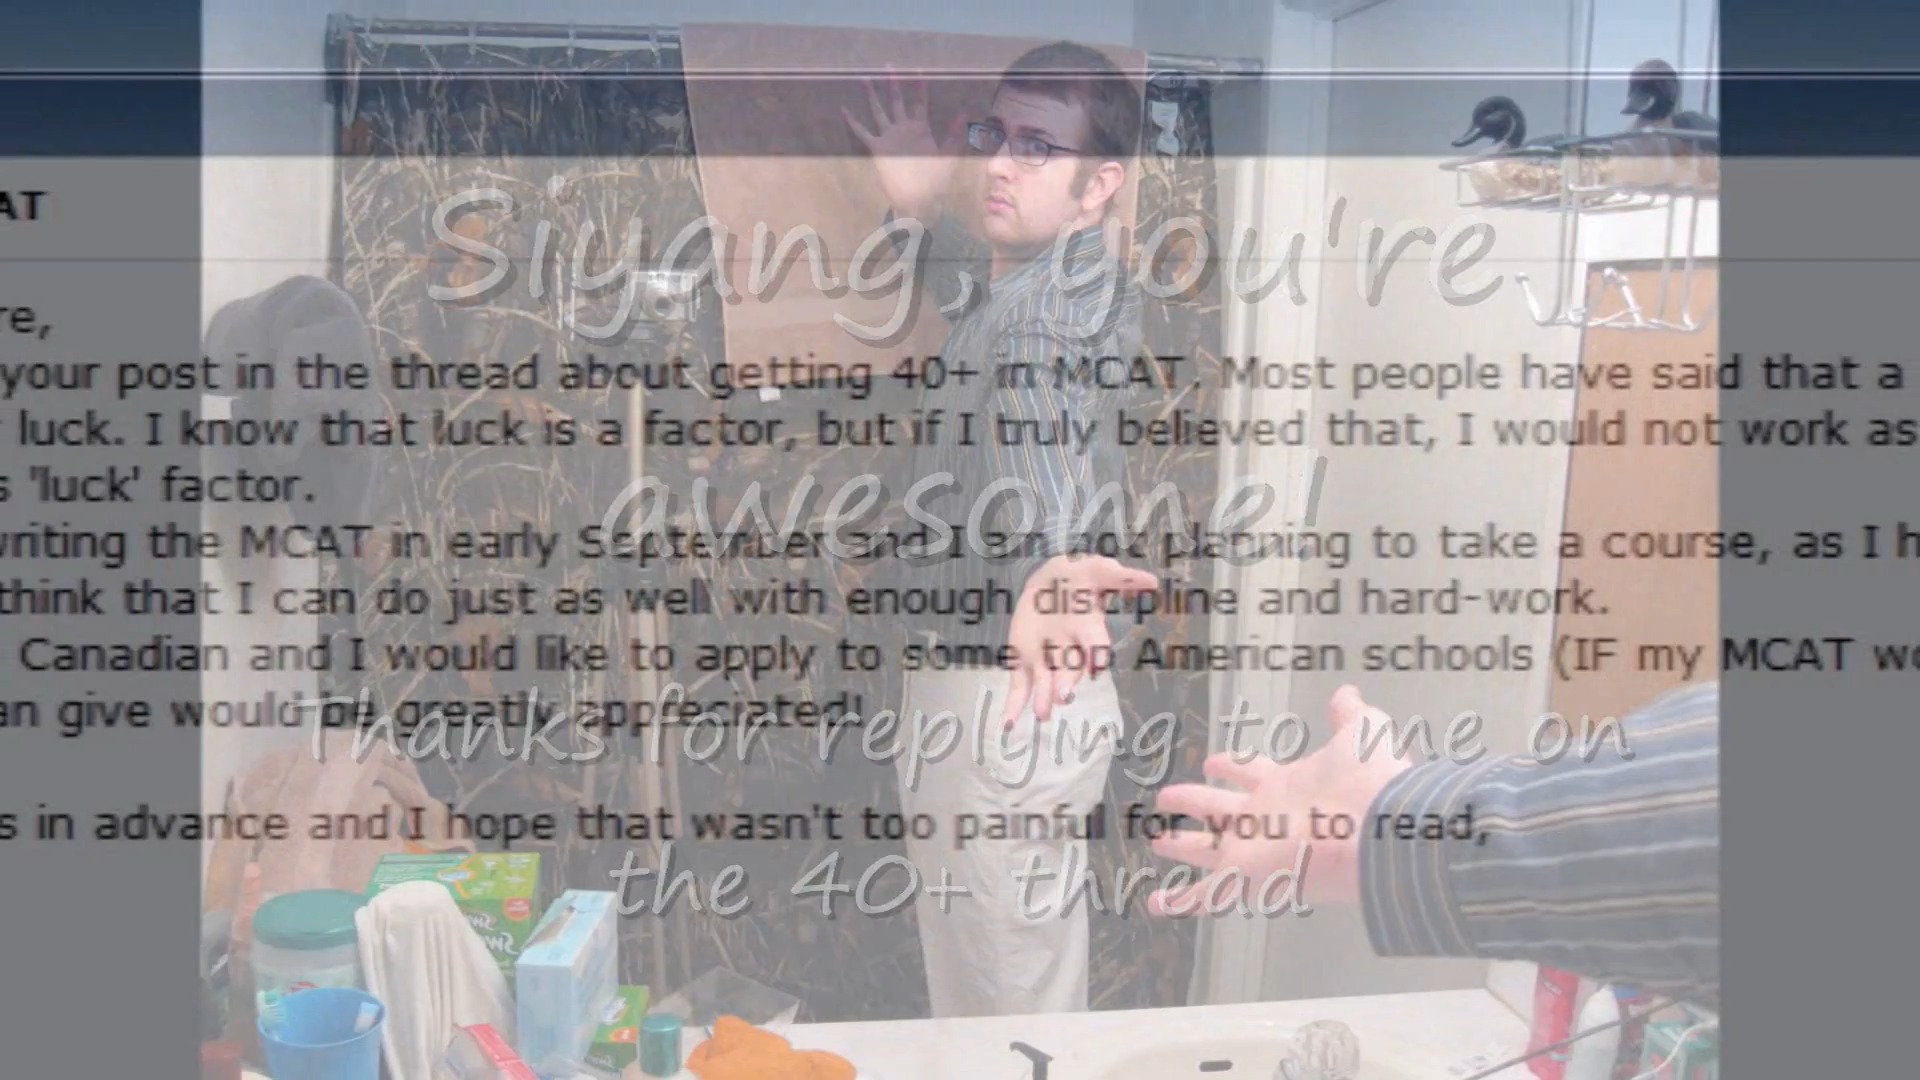 AT
re,
your post in the thread about getting 40+ in MCAT. Most people have said that a
luck. I know that luck is a factor, but if I truly believed that, I would not work as
s 'luck' factor.
writing the MCAT in early September and I am not planning to take a course, as I h
think that I can do just as well with enough discipline and hard-work.
Canadian and I would like to apply to some top American schools (IF my MCAT wo
an give would be greatly appreciated!
s in advance and I hope that wasn't too painful for you to read,
Siyang, you're
awesome!
Thanks for replying to me on
the 40+ thread